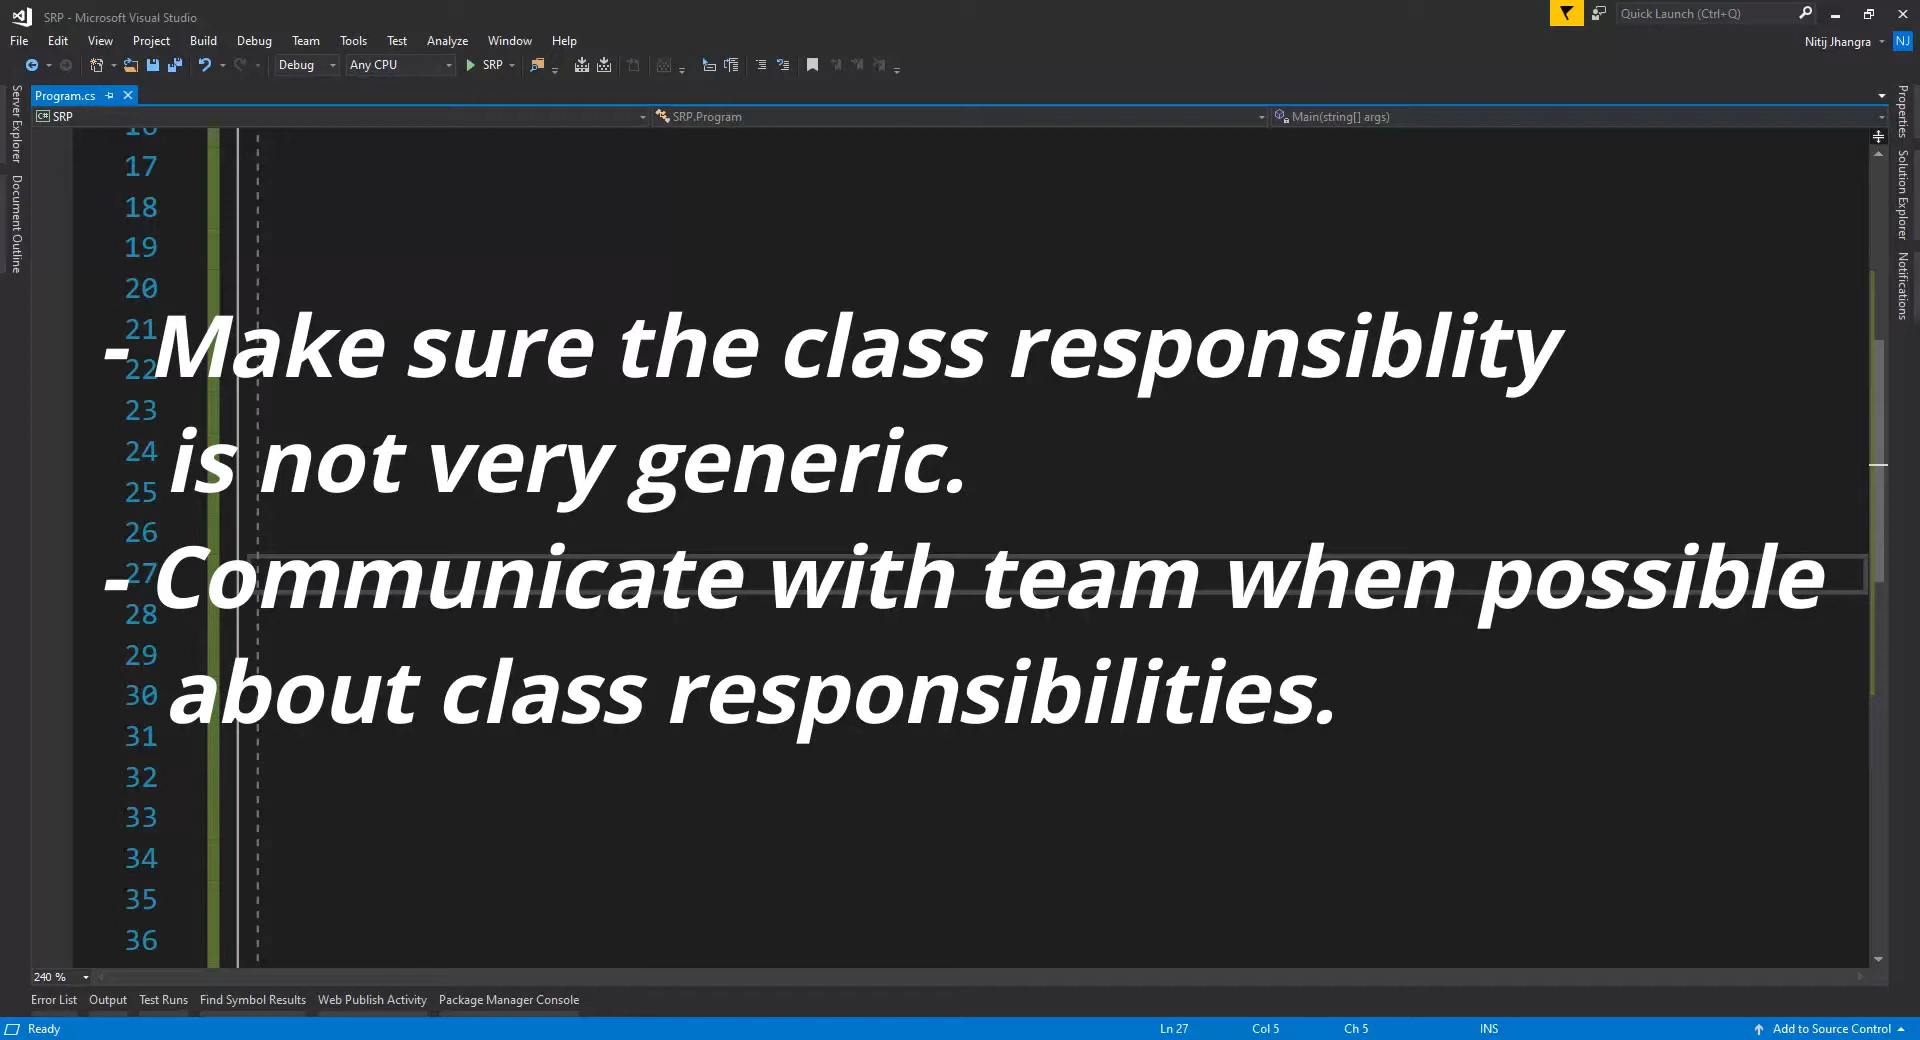 SRP - Microsoft Visual Studio
Quick Launch (Ctrl+Q)
File Edit View Project Build Debug Team Tools Test Analyze Window Help
Nitij Jhangra NJ
Debug Any CPU SRP
Server Explorer
Document Outline
Program.cs
C# SRP SRP.Program Main(string[] args)
Properties
Solution Explorer
Notifications
16
17
18
19
20
21
22
23
24
25
26
27
28
29
30
31
32
33
34
35
36
- Make sure the class responsiblity
is not very generic.
- Communicate with team when possible
about class responsibilities.
240 %
Error List Output Test Runs Find Symbol Results Web Publish Activity Package Manager Console
Ready Ln 27 Col 5 Ch 5 INS Add to Source Control